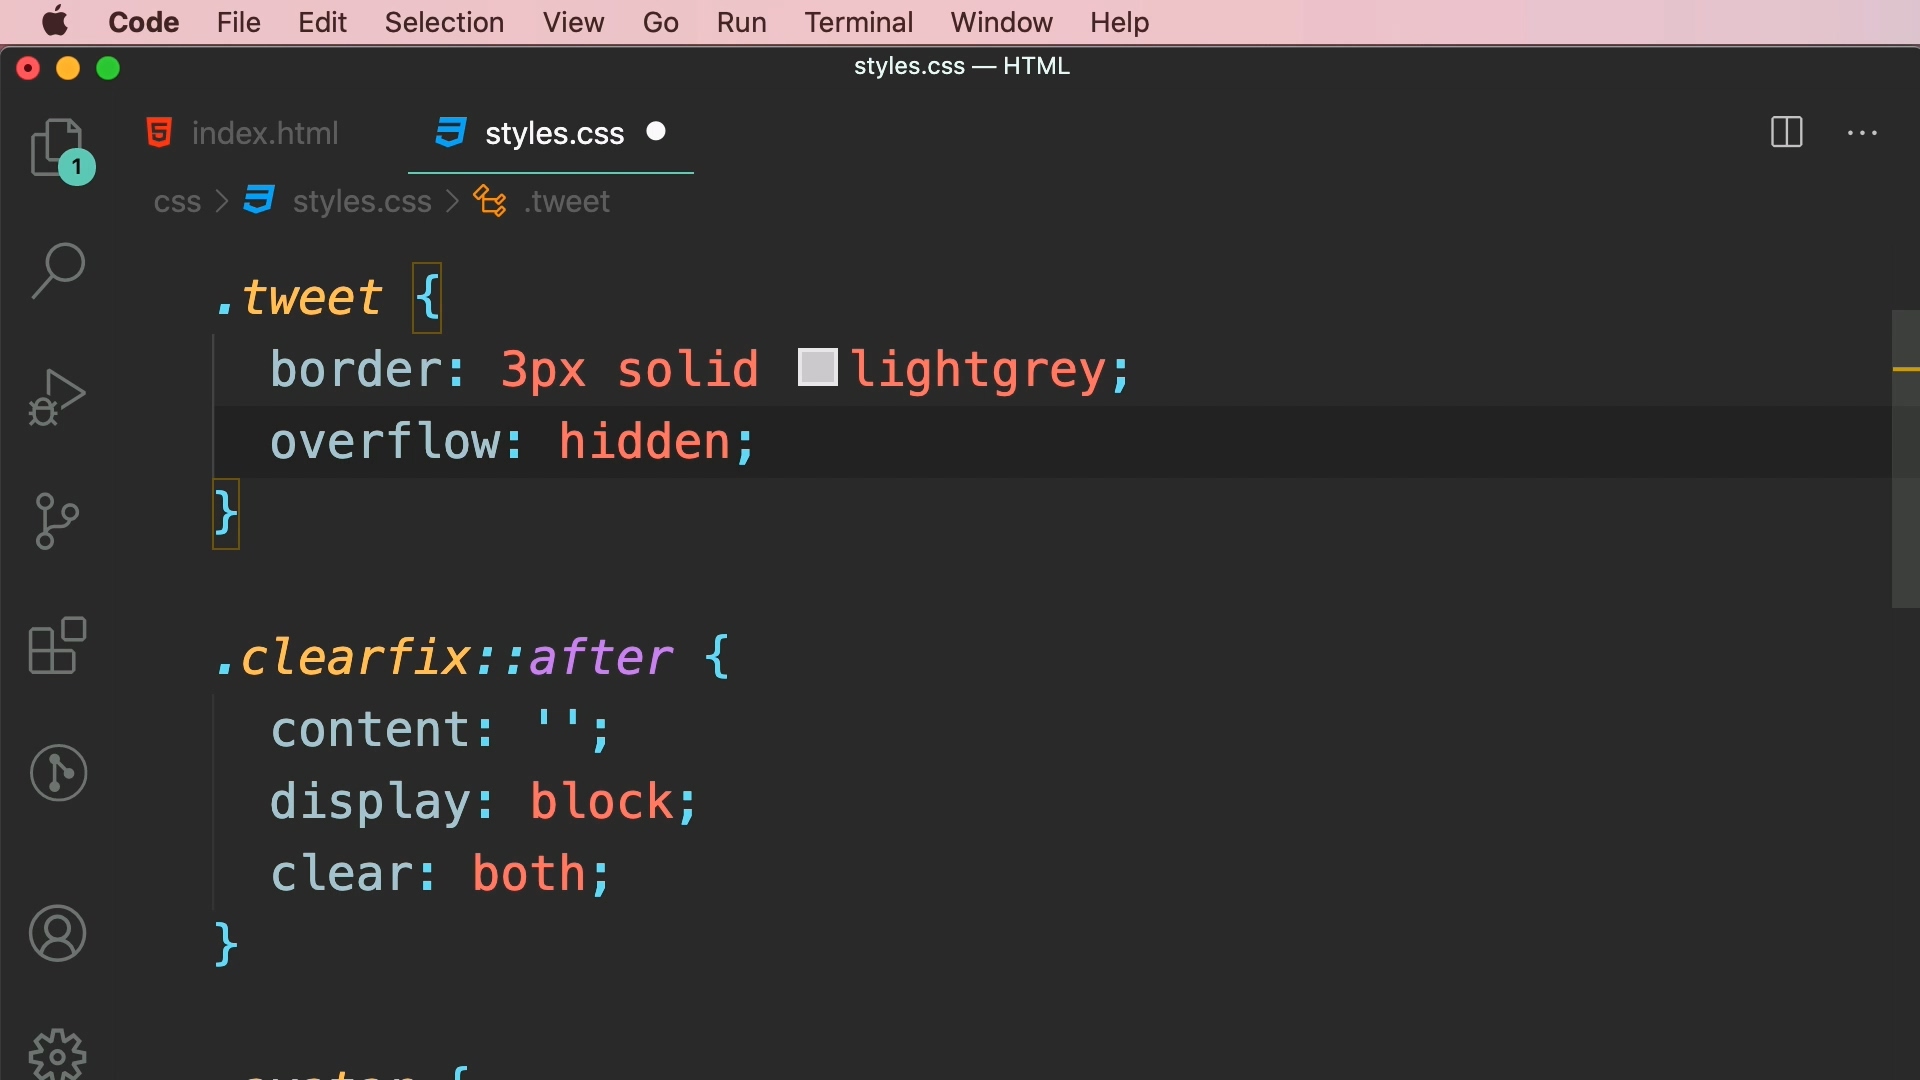 Code File Edit Selection View Go Run Terminal Window Help
styles.css — HTML
index.html styles.css
1
css > styles.css > .tweet
.tweet {
border: 3px solid lightgrey;
overflow: hidden;
}
.clearfix::after {
content: '';
display: block;
clear: both;
}